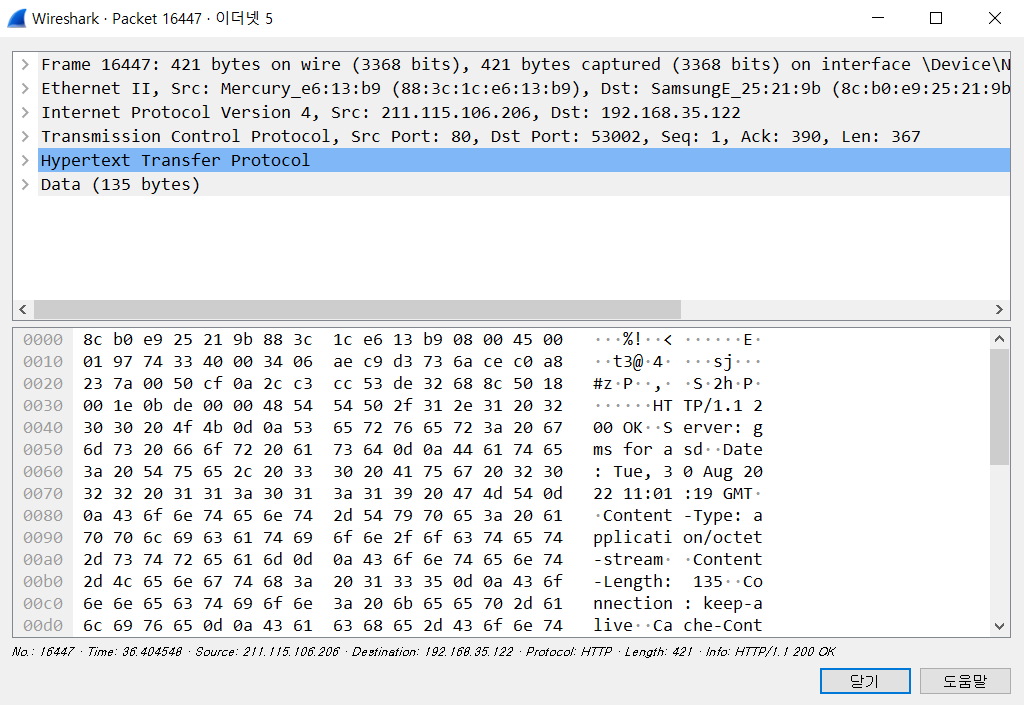 Wireshark · Packet 16447 · 이더넷 5
Frame 16447: 421 bytes on wire (3368 bits), 421 bytes captured (3368 bits) on interface \Device\N
Ethernet II, Src: Mercury_e6:13:b9 (88:3c:1c:e6:13:b9), Dst: SamsungE_25:21:9b (8c:b0:e9:25:21:9b
Internet Protocol Version 4, Src: 211.115.106.206, Dst: 192.168.35.122
Transmission Control Protocol, Src Port: 80, Dst Port: 53002, Seq: 1, Ack: 390, Len: 367
Hypertext Transfer Protocol
Data (135 bytes)
0000 8c b0 e9 25 21 9b 88 3c 1c e6 13 b9 08 00 45 00 ···%!··< ······E·
0010 01 97 74 33 40 00 34 06 ae c9 d3 73 6a ce c0 a8 ··t3@·4· ···sj···
0020 23 7a 00 50 cf 0a 2c c3 cc 53 de 32 68 8c 50 18 #z·P··,· ·S·2h·P·
0030 00 1e 0b de 00 00 48 54 54 50 2f 31 2e 31 20 32 ······HT TP/1.1 2
0040 30 30 20 4f 4b 0d 0a 53 65 72 76 65 72 3a 20 67 00 OK··S erver: g
0050 6d 73 20 66 6f 72 20 61 73 64 0d 0a 44 61 74 65 ms for a sd··Date
0060 3a 20 54 75 65 2c 20 33 30 20 41 75 67 20 32 30 : Tue, 3 0 Aug 20
0070 32 32 20 31 31 3a 30 31 3a 31 39 20 47 4d 54 0d 22 11:01 :19 GMT·
0080 0a 43 6f 6e 74 65 6e 74 2d 54 79 70 65 3a 20 61 ·Content -Type: a
0090 70 70 6c 69 63 61 74 69 6f 6e 2f 6f 63 74 65 74 pplicati on/octet
00a0 2d 73 74 72 65 61 6d 0d 0a 43 6f 6e 74 65 6e 74 -stream· ·Content
00b0 2d 4c 65 6e 67 74 68 3a 20 31 33 35 0d 0a 43 6f -Length: 135··Co
00c0 6e 6e 65 63 74 69 6f 6e 3a 20 6b 65 65 70 2d 61 nnection : keep-a
00d0 6c 69 76 65 0d 0a 43 61 63 68 65 2d 43 6f 6e 74 live··Ca che-Cont
No.: 16447 · Time: 36.404548 · Source: 211.115.106.206 · Destination: 192.168.35.122 · Protocol: HTTP · Length: 421 · Info: HTTP/1.1 200 OK
닫기 도움말